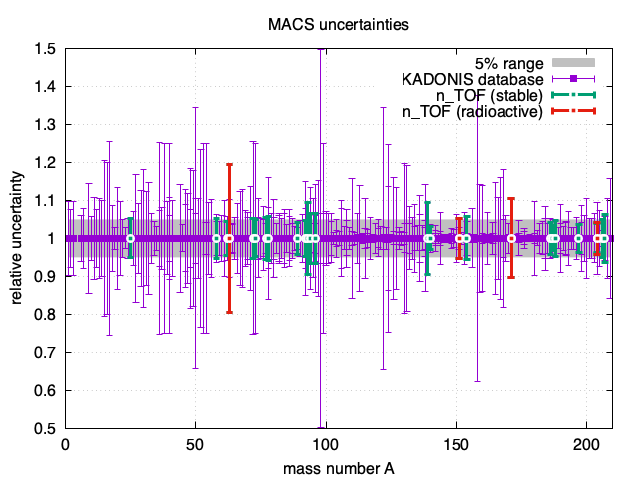 MACS uncertainties
1.5
1.4
1.3
1.2
1.1
1
0.9
0.8
0.7
0.6
0.5
relative uncertainty
5% range
KADONIS database
n_TOF (stable)
n_TOF (radioactive)
0 50 100 150 200
mass number A